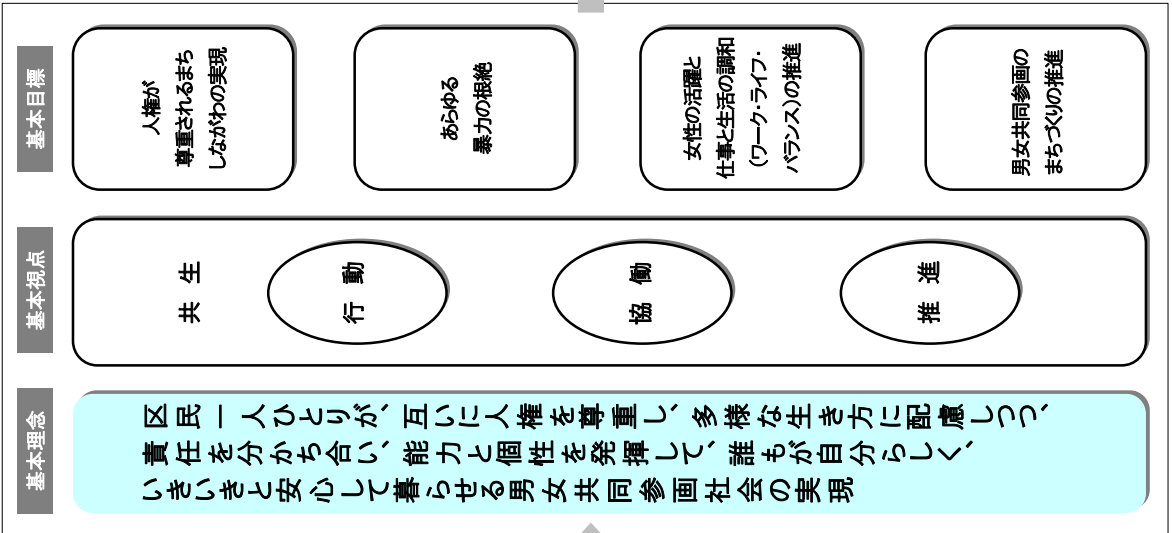 基本理念
区民一人ひとりが、互いに人権を尊重し、多様な生き方に配慮しつつ、
責任を分かち合い、能力と個性を発揮して、誰もが自分らしく、
いきいきと安心して暮らせる男女共同参画社会の実現
基本視点
共 生
行 動
協 働
推 進
基本目標
人権が
尊重されるまち
しながわの実現
あらゆる
暴力の根絶
女性の活躍と
仕事と生活の調和
（ワーク・ライフ・
バランス）の推進
男女共同参画の
まちづくりの推進